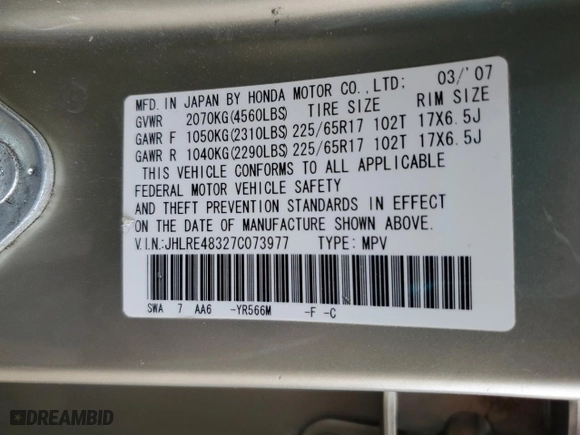 MFD. IN JAPAN BY HONDA MOTOR CO.,LTD: 03/'07
GVWR 2070KG(4560LBS) TIRE SIZE RIM SIZE
GAWR F 1050KG(2310LBS) 225/65R17 102T 17X6.5J
GAWR R 1040KG(2290LBS) 225/65R17 102T 17X6.5J
THIS VEHICLE CONFORMS TO ALL APPLICABLE
FEDERAL MOTOR VEHICLE SAFETY
AND THEFT PREVENTION STANDARDS IN EFFECT
ON THE DATE OF MANUFACTURE SHOWN ABOVE.
V.I.N.:JHLRE48327C073977 TYPE: MPV
SWA 7 AA6 -YR566M -F -C
DREAMBID